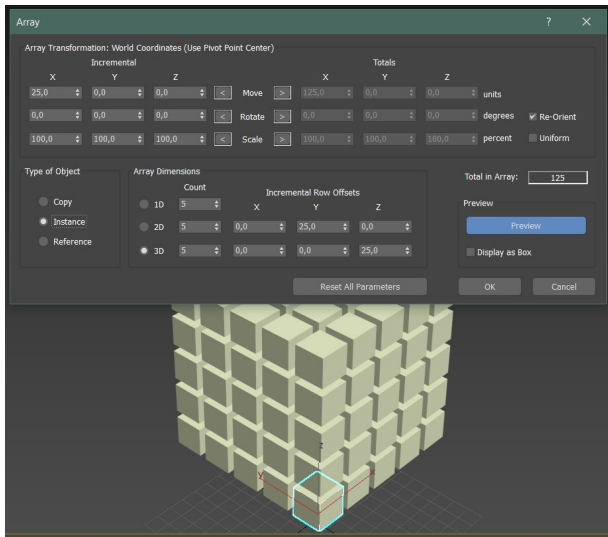 Array ? ×
Array Transformation: World Coordinates (Use Pivot Point Center)
Incremental Totals
X Y Z X Y Z
25,0 0,0 0,0 < Move > 125,0 0,0 0,0 units
0,0 0,0 0,0 < Rotate > 0,0 0,0 0,0 degrees Re-Orient
100,0 100,0 100,0 < Scale > 100,0 100,0 100,0 percent Uniform
Type of Object Array Dimensions Total in Array: 125
Count Incremental Row Offsets
X Y Z
Copy 1D 5
Instance 2D 5 0,0 25,0 0,0
Reference 3D 5 0,0 0,0 25,0
Preview
Preview
Display as Box
Reset All Parameters OK Cancel
z
Y
X